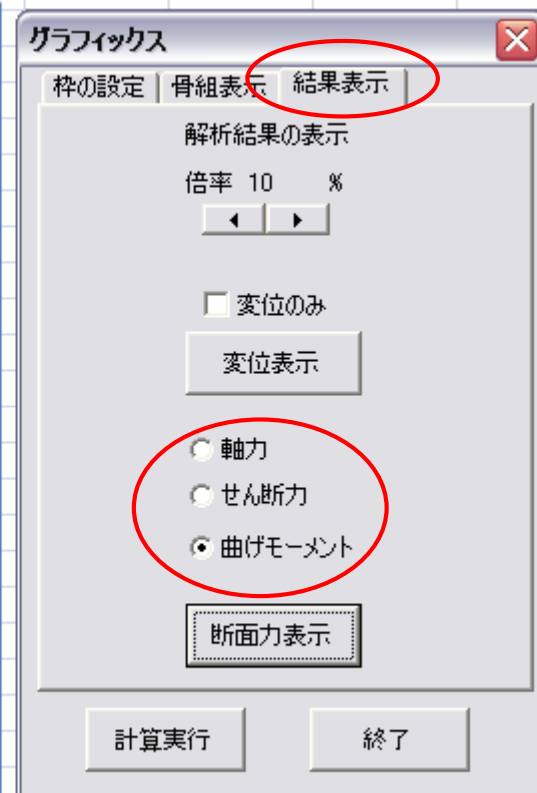 グラフィックス
枠の設定 骨組表示 結果表示
解析結果の表示
倍率 10 %
変位のみ
変位表示
軸力
せん断力
曲げモーメント
断面力表示
計算実行 終了